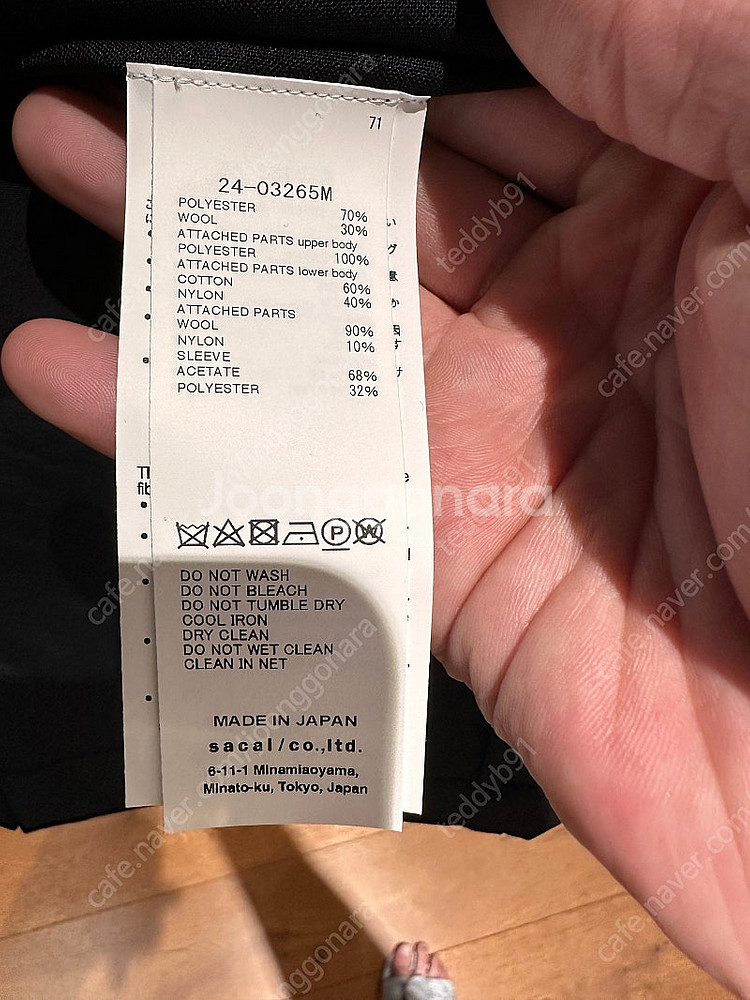 71
24-03265M
POLYESTER 70%
WOOL 30%
ATTACHED PARTS upper body
POLYESTER 100%
ATTACHED PARTS lower body
COTTON 60%
NYLON 40%
ATTACHED PARTS
WOOL 90%
NYLON 10%
SLEEVE
ACETATE 68%
POLYESTER 32%
Joonggonara
P
W
DO NOT WASH
DO NOT BLEACH
DO NOT TUMBLE DRY
COOL IRON
DRY CLEAN
DO NOT WET CLEAN
CLEAN IN NET
MADE IN JAPAN
sacai/co.,ltd.
6-11-1 Minamiaoyama,
Minato-ku, Tokyo, Japan
teddyb91
cafe.naver.com/joonggonara